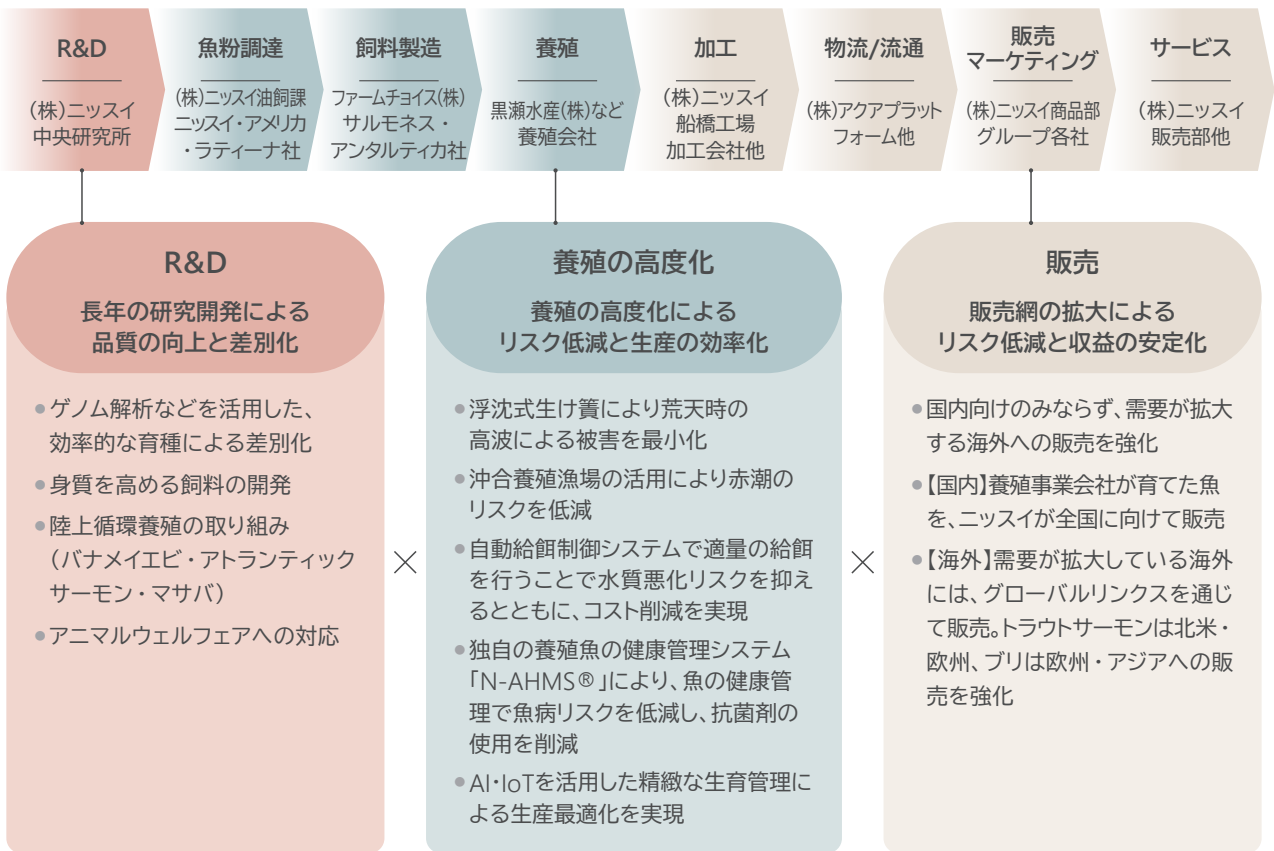 R&D
(株)ニッスイ
中央研究所
魚粉調達
(株)ニッスイ油飼課
ニッスイ・アメリカ
・ラティーナ社
飼料製造
ファームチョイス(株)
サルモネス・
アンタルティカ社
養殖
黒瀬水産(株)など
養殖会社
加工
(株)ニッスイ
船橋工場
加工会社他
物流/流通
(株)アクアプラット
フォーム他
販売
マーケティング
(株)ニッスイ商品部
グループ各社
サービス
(株)ニッスイ
販売部他
R&D
長年の研究開発による
品質の向上と差別化
●ゲノム解析などを活用した、
効率的な育種による差別化
●身質を高める飼料の開発
●陸上循環養殖の取り組み
(バナメイエビ・アトランティック
サーモン・マサバ)
●アニマルウェルフェアへの対応
×
養殖の高度化
養殖の高度化による
リスク低減と生産の効率化
●浮沈式生け簀により荒天時の
高波による被害を最小化
●沖合養殖漁場の活用により赤潮の
リスクを低減
●自動給餌制御システムで適量の給餌
を行うことで水質悪化リスクを抑え
るとともに、コスト削減を実現
●独自の養殖魚の健康管理システム
「N-AHMS®」により、魚の健康管
理で魚病リスクを低減し、抗菌剤の
使用を削減
●AI・IoTを活用した精緻な生育管理に
よる生産最適化を実現
×
販売
販売網の拡大による
リスク低減と収益の安定化
●国内向けのみならず、需要が拡大
する海外への販売を強化
●【国内】養殖事業会社が育てた魚
を、ニッスイが全国に向けて販売
●【海外】需要が拡大している海外
には、グローバルリンクスを通じ
て販売。トラウトサーモンは北米・
欧州、ブリは欧州・アジアへの販
売を強化